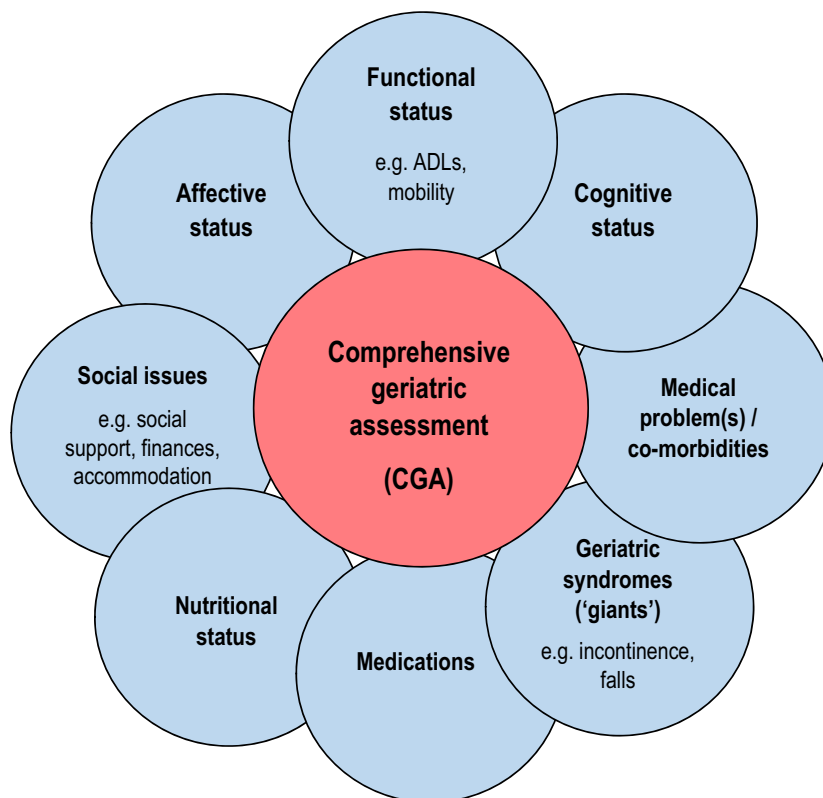 Functional
status
e.g. ADLs,
mobility
Cognitive
status
Medical
problem(s) /
co-morbidities
Geriatric
syndromes
(‘giants’)
e.g. incontinence,
falls
Medications
Nutritional
status
Social issues
e.g. social
support, finances,
accommodation
Affective
status
Comprehensive
geriatric
assessment
(CGA)